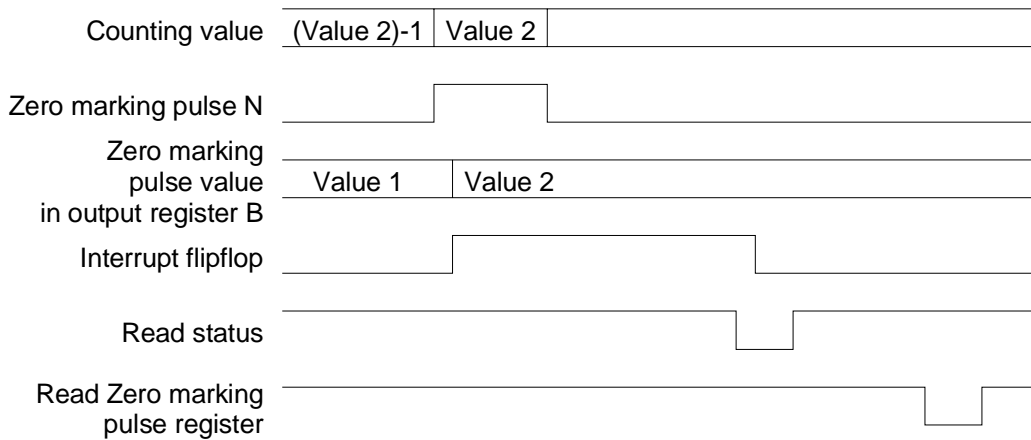 Counting value (Value 2)-1 Value 2
Zero marking pulse N
Zero marking
pulse value Value 1 Value 2
in output register B
Interrupt flipflop
Read status
Read Zero marking
pulse register